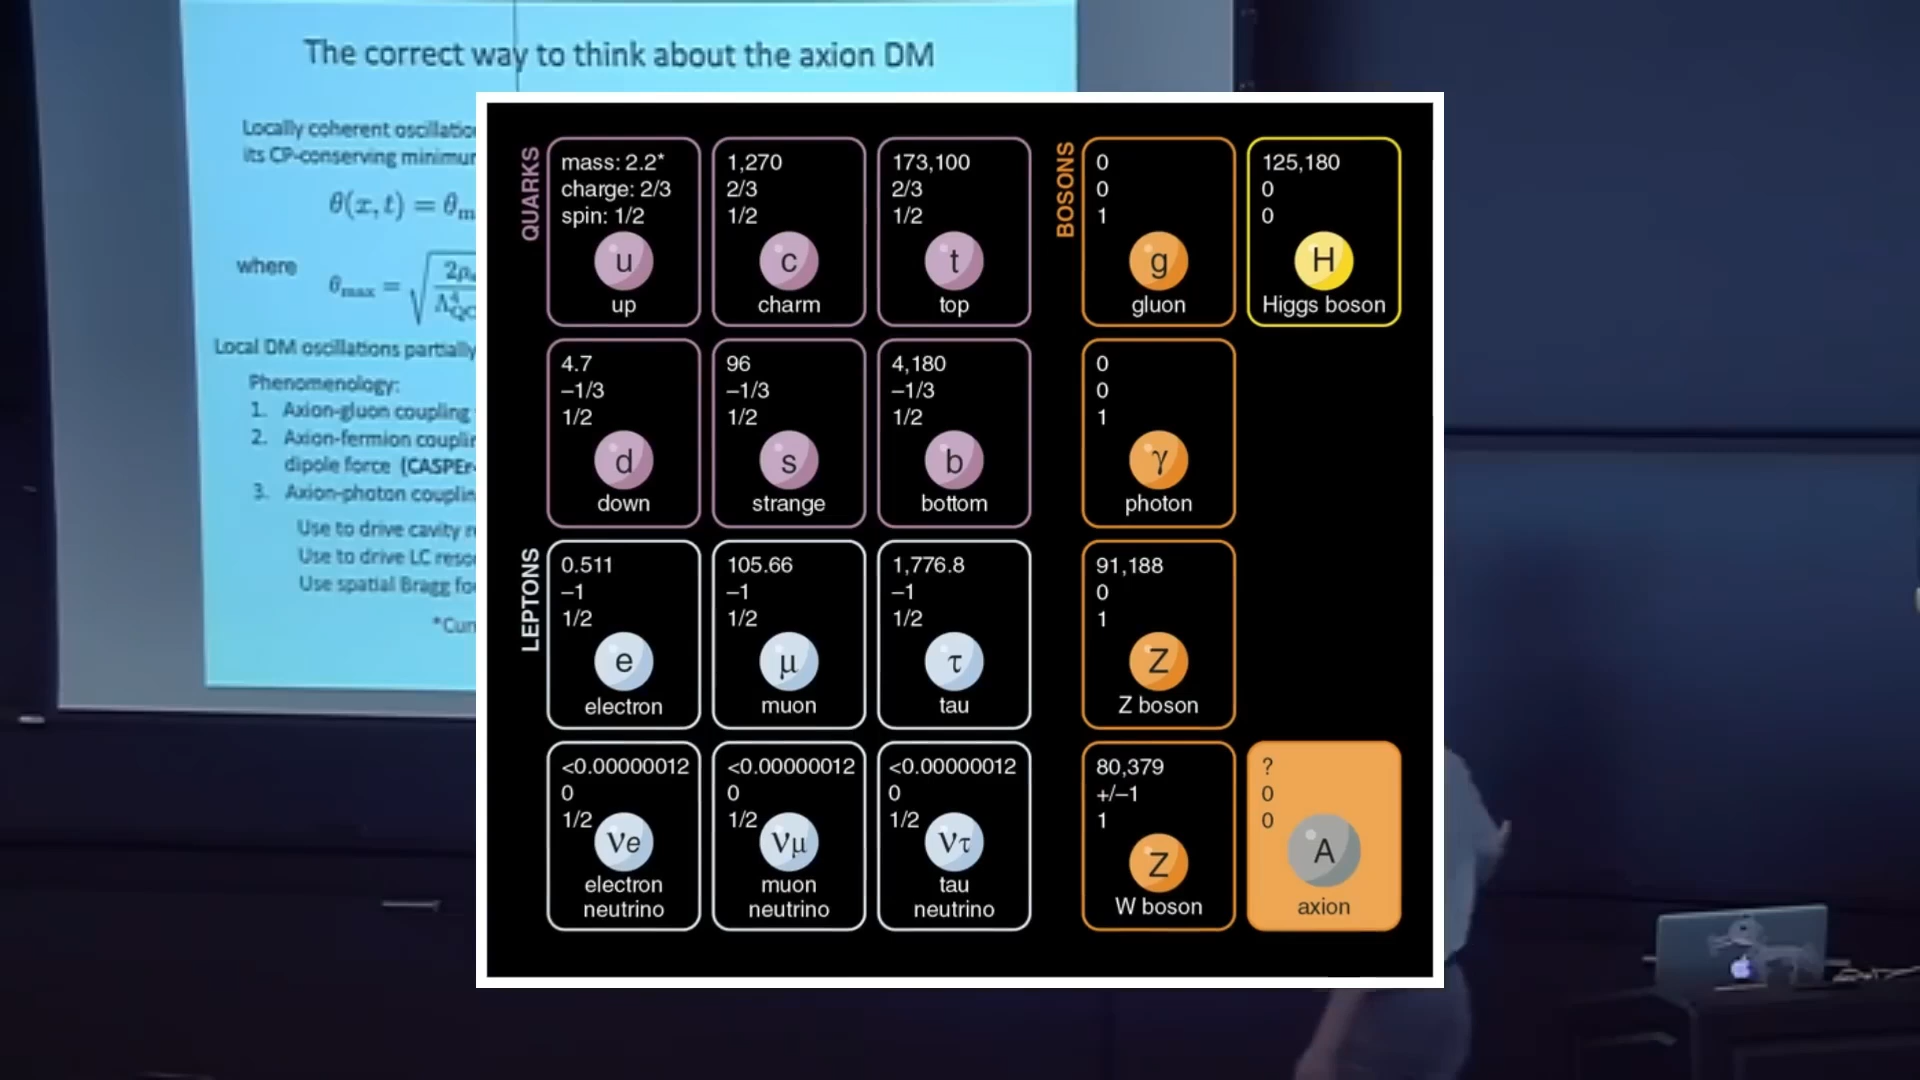 The correct way to think about the axion DM
Locally coherent
its CP-conserving
θ(x, t) = θm
where
θmax =
Local DM oscillations partially
Phenomenology:
1. Axion-gluon coupling
2. Axion-fermion
dipole force (CASPEr-
3. Axion-photon
Use to drive cavity
Use to drive LC
Use spatial Bragg
QUARKS
mass: 2.2*
charge: 2/3
spin: 1/2
u
up
1,270
2/3
1/2
c
charm
173,100
2/3
1/2
t
top
BOSONS
0
0
1
g
gluon
125,180
0
0
H
Higgs boson
4.7
–1/3
1/2
d
down
96
–1/3
1/2
s
strange
4,180
–1/3
1/2
b
bottom
0
0
1
γ
photon
LEPTONS
0.511
–1
1/2
e
electron
105.66
–1
1/2
μ
muon
1,776.8
–1
1/2
τ
tau
91,188
0
1
Z
Z boson
<0.00000012
0
1/2
νe
electron
neutrino
<0.00000012
0
1/2
νμ
muon
neutrino
<0.00000012
0
1/2
ντ
tau
neutrino
80,379
+/–1
1
Z
W boson
?
0
0
A
axion